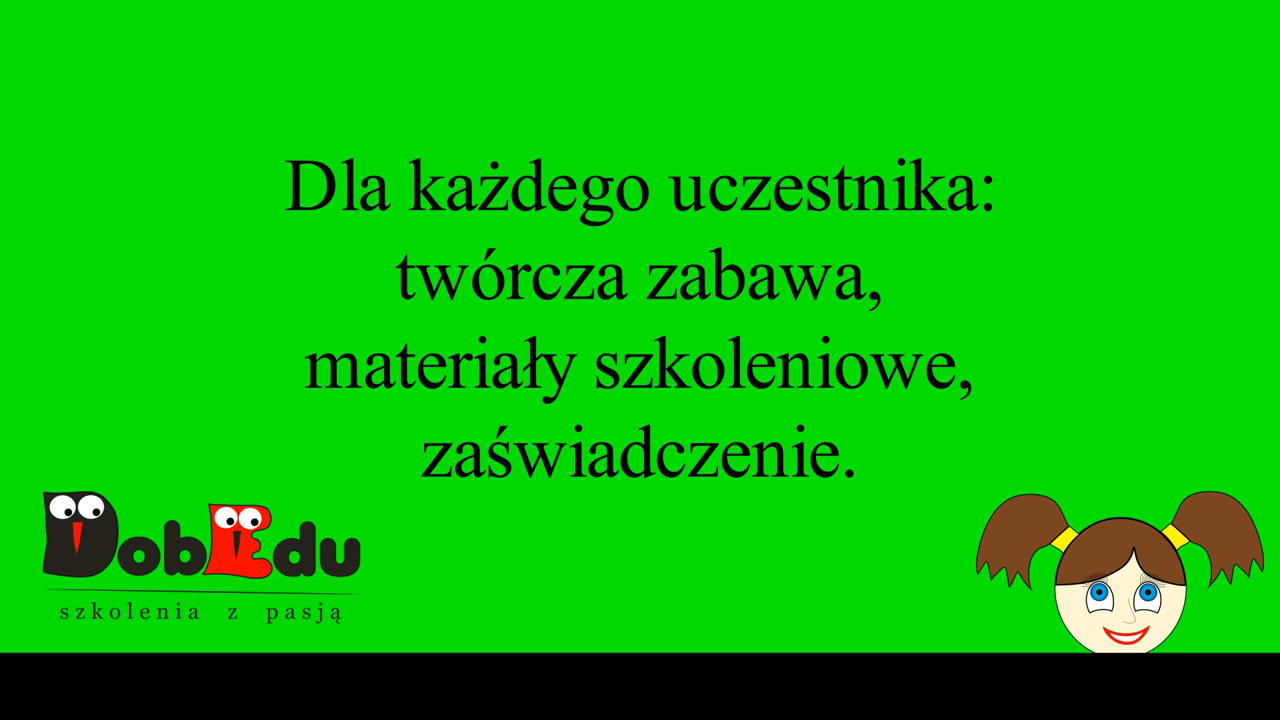 Dla każdego uczestnika:
twórcza zabawa,
materiały szkoleniowe,
zaświadczenie.
DobEdu
szkolenia z pasją